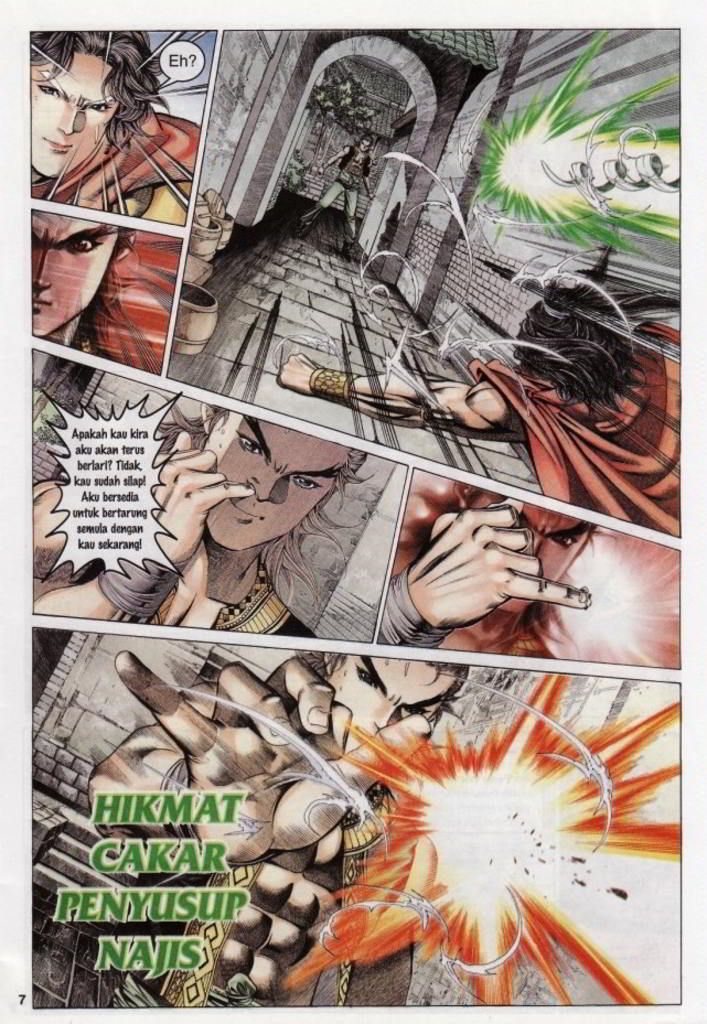 Eh?
Apakah kau kira
aku akan terus
berlari? Tidak,
kau sudah silap!
Aku bersedia
untuk bertarung
semula dengan
kau sekarang!
HIKMAT
CAKAR
PENYUSUP
NAJIS
7